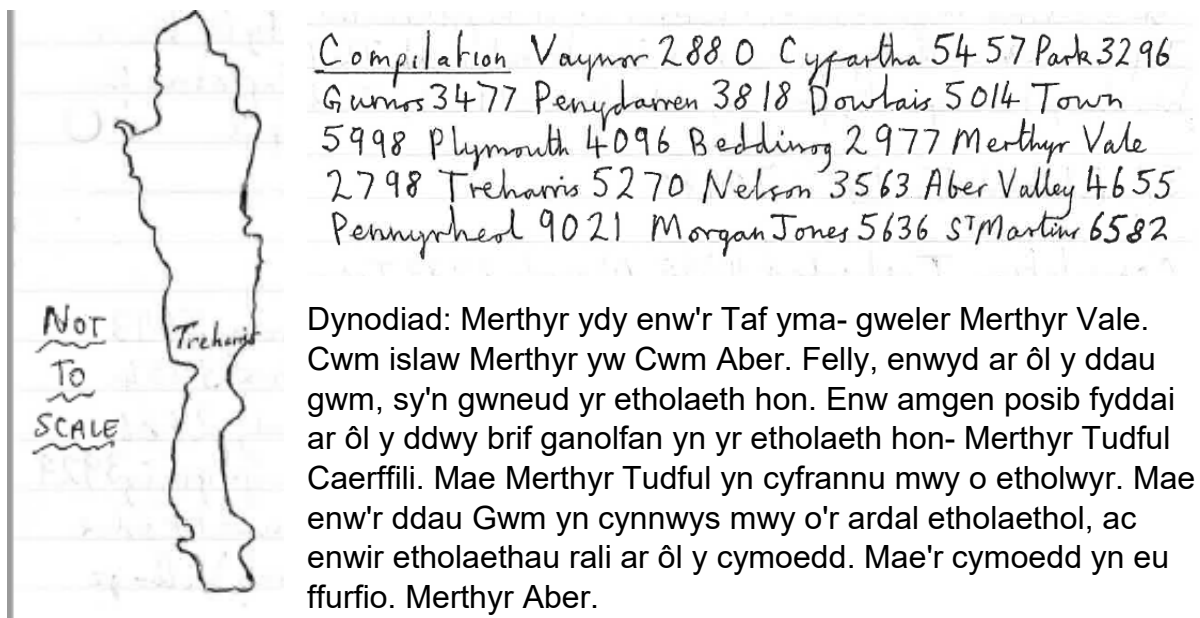 Compilation Vaynor 2880 Cyfartha 5457 Park 3296
Gurnos 3477 Penydarren 3818 Dowlais 5014 Town
5998 Plymouth 4096 Beddinog 2977 Merthyr Vale
2798 Treharris 5270 Nelson 3563 Aber Valley 4655
Pennyrheol 9021 Morgan Jones 5636 St Martins 6582
NOT
TO
SCALE
Treharris
Dynodiad: Merthyr ydy enw'r Taf yma- gweler Merthyr Vale.
Cwm islaw Merthyr yw Cwm Aber. Felly, enwyd ar ôl y ddau
gwm, sy'n gwneud yr etholaeth hon. Enw amgen posib fyddai
ar ôl y ddwy brif ganolfan yn yr etholaeth hon- Merthyr Tudful
Caerffili. Mae Merthyr Tudful yn cyfrannu mwy o etholwyr. Mae
enw'r ddau Gwm yn cynnwys mwy o'r ardal etholaethol, ac
enwir etholaethau rali ar ôl y cymoedd. Mae'r cymoedd yn eu
ffurfio. Merthyr Aber.